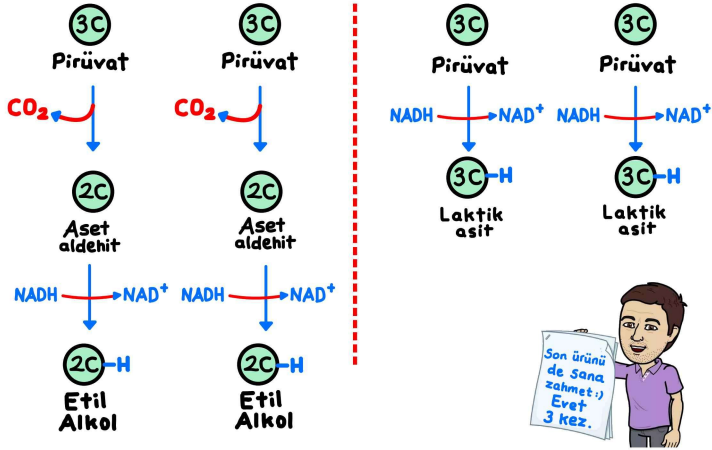 3C
Pirüvat
CO₂
2C
Aset
aldehit
NADH NAD⁺
2C-H
Etil
Alkol
3C
Pirüvat
CO₂
2C
Aset
aldehit
NADH NAD⁺
2C-H
Etil
Alkol
3C
Pirüvat
NADH NAD⁺
3C-H
Laktik
asit
3C
Pirüvat
NADH NAD⁺
3C-H
Laktik
asit
Son ürünü
de sana
zahmet:)
Evet
3 kez.